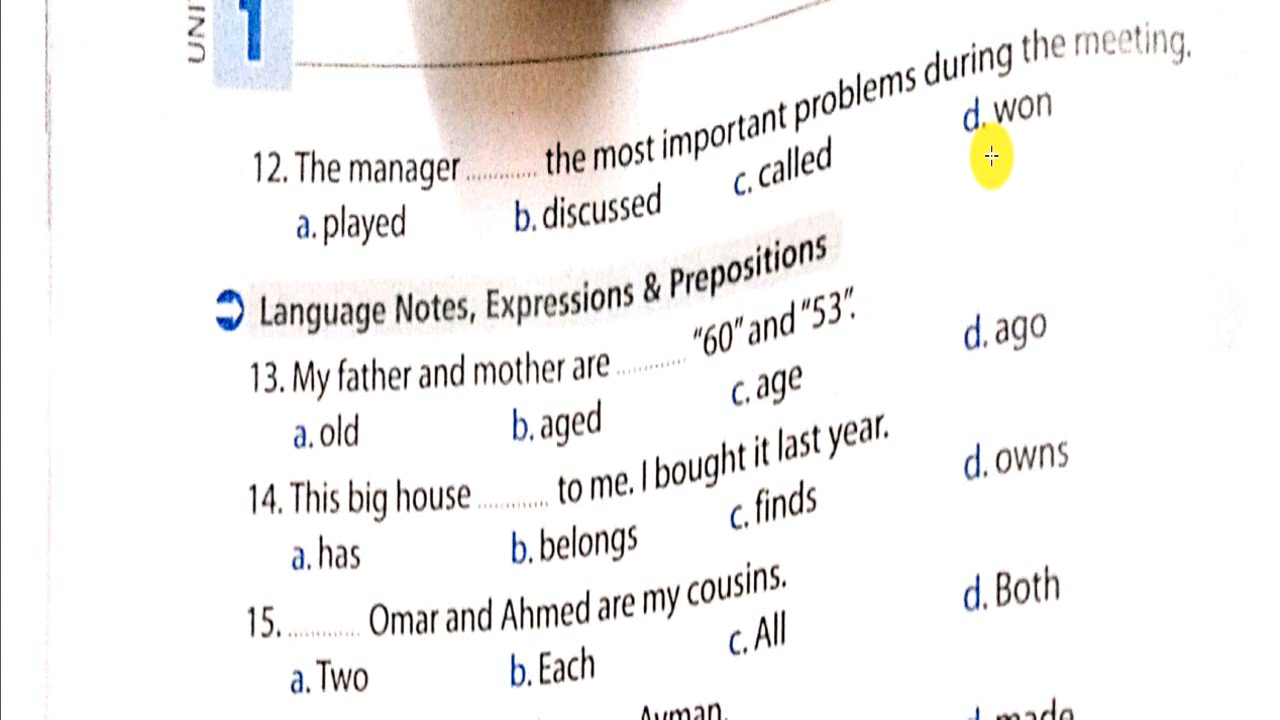 UNI
1
12. The manager ............ the most important problems during the meeting.
a. played b. discussed c. called d. won
Language Notes, Expressions & Prepositions
13. My father and mother are ............ "60" and "53".
a. old b. aged c. age d. ago
14. This big house ............ to me. I bought it last year.
a. has b. belongs c. finds d. owns
15. ............ Omar and Ahmed are my cousins.
a. Two b. Each c. All d. Both
Ayman.
d. made